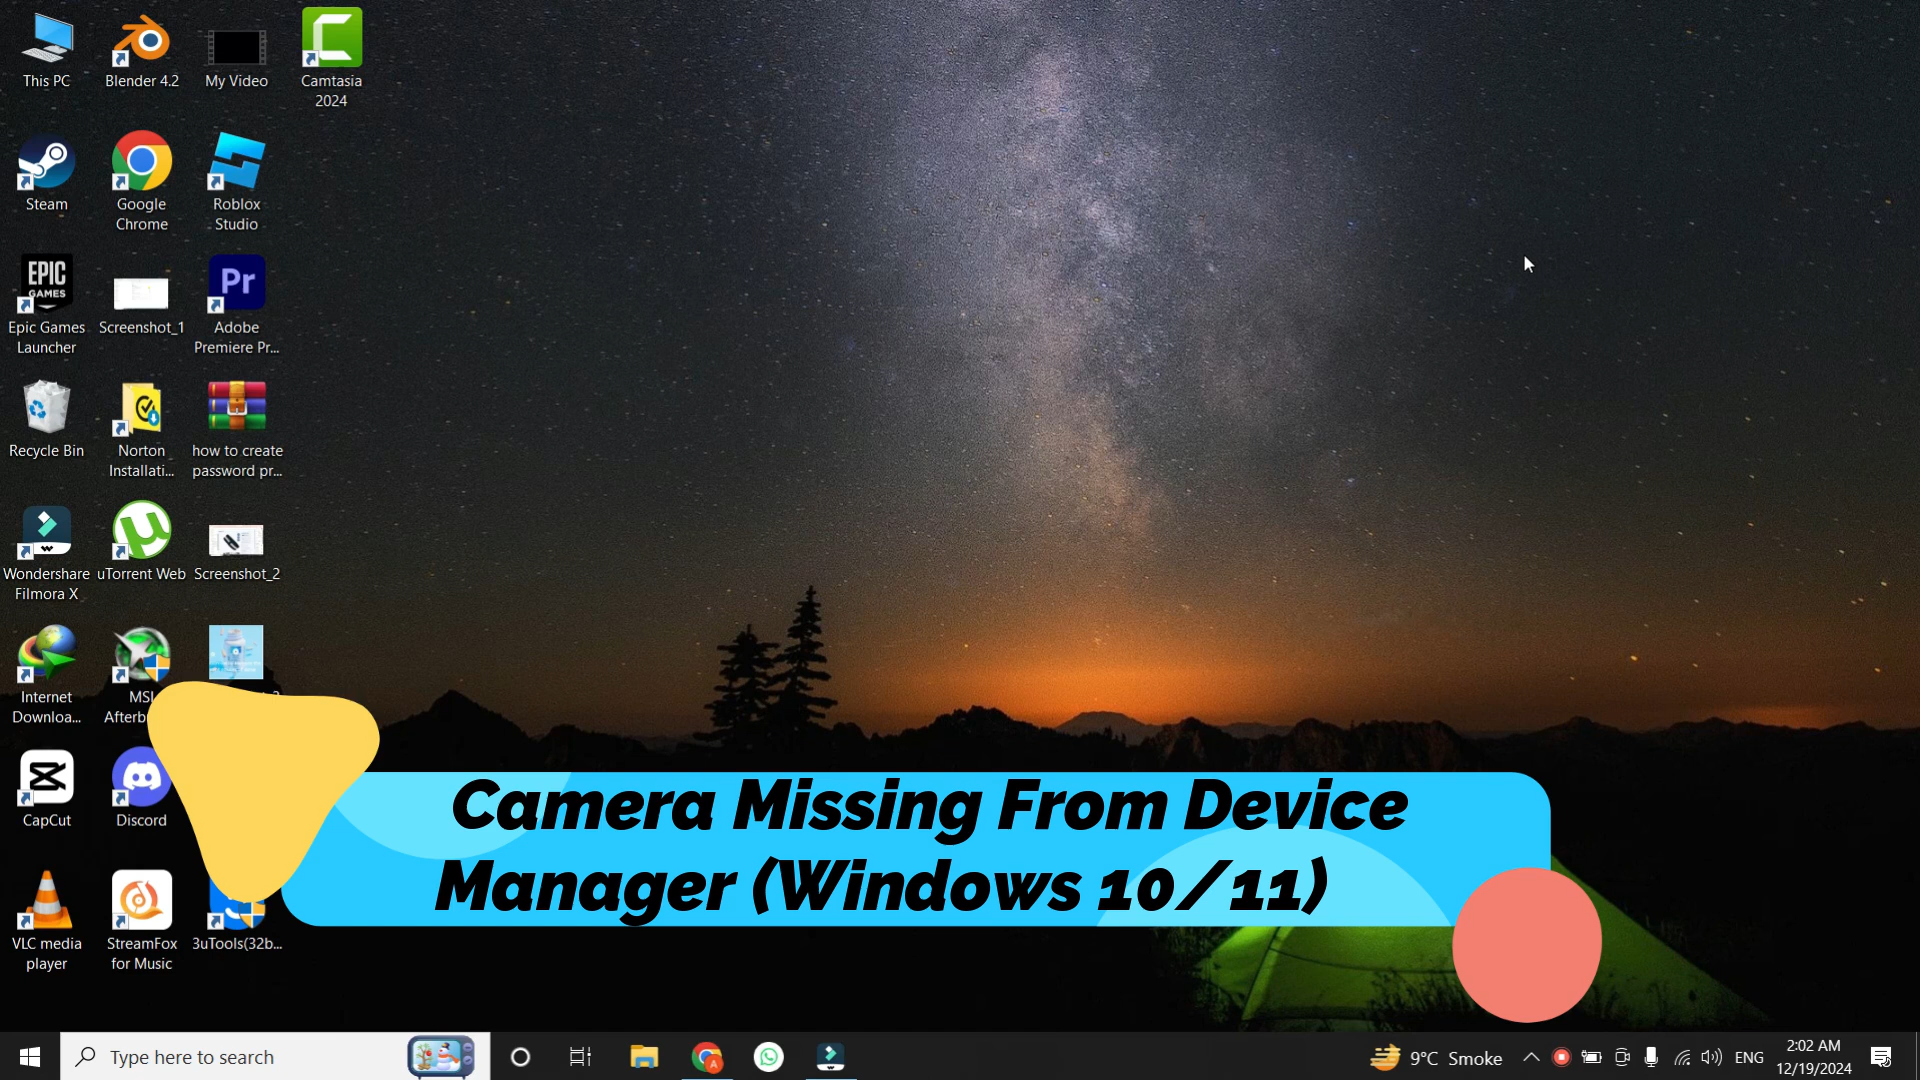 This PC
Blender 4.2
My Video
Camtasia
2024
Steam
Google
Chrome
Roblox
Studio
EPIC
GAMES
Epic Games
Launcher
Screenshot_1
Pr
Adobe
Premiere Pr...
Recycle Bin
Norton
Installati...
how to create
password pr...
Wondershare
Filmora X
uTorrent Web
Screenshot_2
Internet
Downloa...
MSI
CapCut
Discord
VLC media
player
StreamFox
for Music
3uTools(32b...
Camera Missing From Device
Manager (Windows 10/11)
Type here to search
9°C Smoke
ENG
2:02 AM
12/19/2024